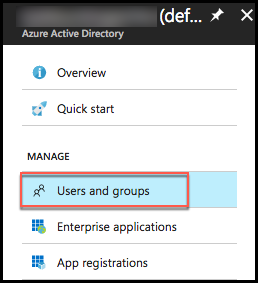 (def...
Azure Active Directory
Overview
Quick start
MANAGE
Users and groups
Enterprise applications
App registrations